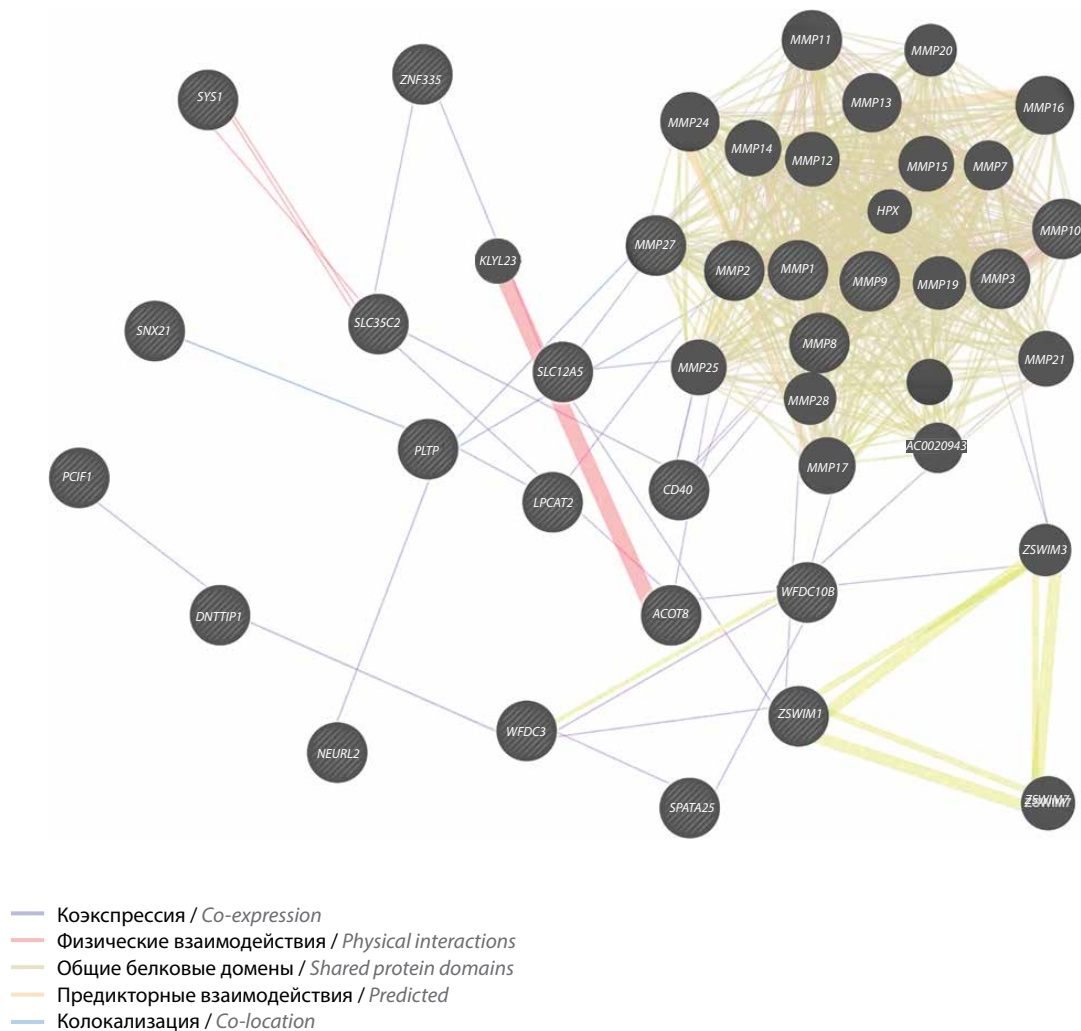 MMP11
MMP20
ZNF335
SYS1
MMP13
MMP16
MMP24
MMP14
MMP12
MMP15
MMP7
HPX
MMP10
MMP27
KLYL23
MMP2
MMP1
MMP9
MMP19
MMP3
SNX21
SLC35C2
MMP8
MMP21
SLC12A5
MMP25
MMP28
PLTP
AC0020943
MMP17
PCIF1
LPCAT2
CD40
ZSWIM3
WFDC10B
DNTTIP1
ACOT8
ZSWIM1
WFDC3
NEURL2
SPATA25
ZSWIM7
Коэкспрессия / Co-expression
Физические взаимодействия / Physical interactions
Общие белковые домены / Shared protein domains
Предикторные взаимодействия / Predicted
Колокализация / Co-location